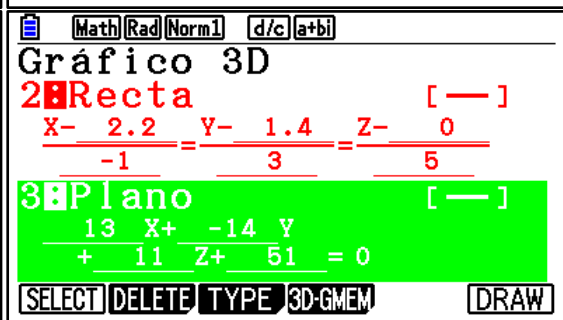 Math Rad Norm1 d/c a+bi
Gráfico 3D
2:Recta [—]
X- 2.2 Y- 1.4 Z- 0
= =
-1 3 5
3:Plano [—]
13 X+ -14 Y
+ 11 Z+ 51 = 0
SELECT DELETE TYPE 3D-GMEM DRAW